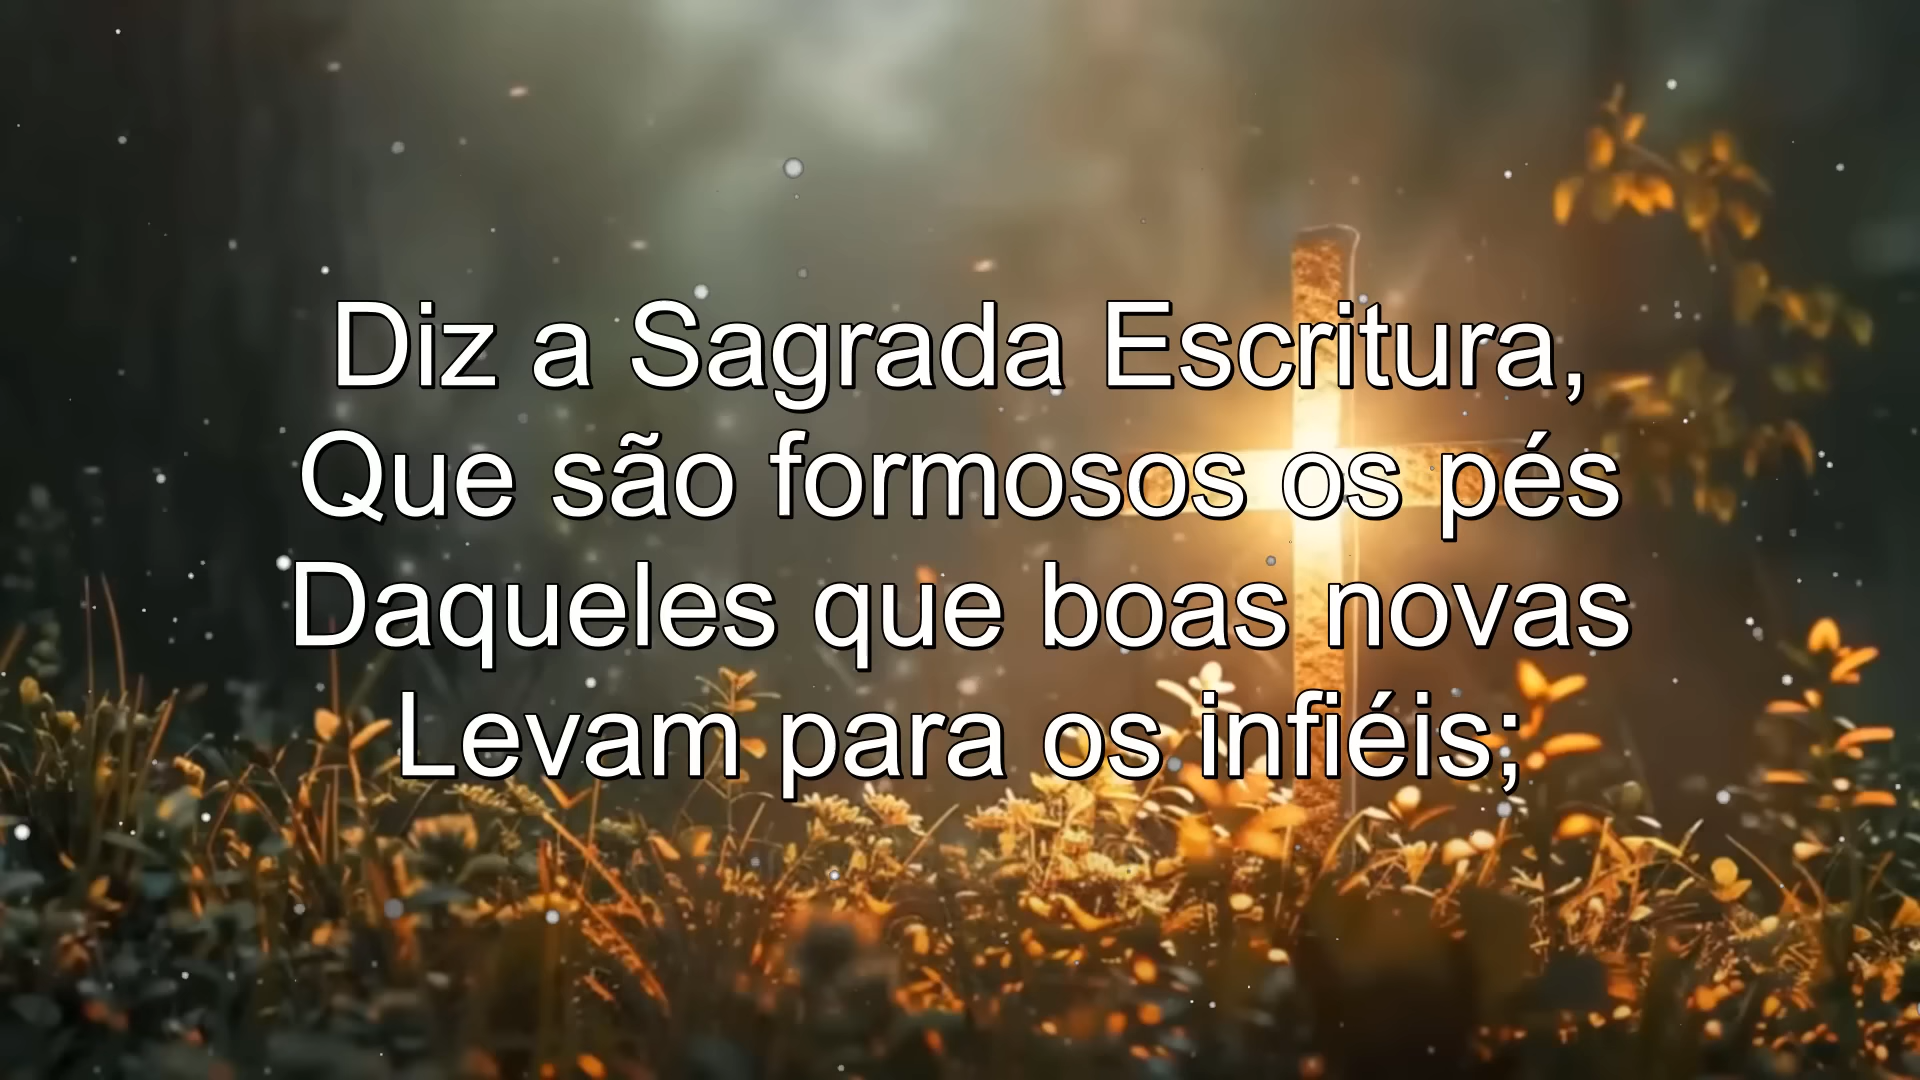 Diz a Sagrada Escritura,
Que são formosos os pés
Daqueles que boas novas
Levam para os infiéis;